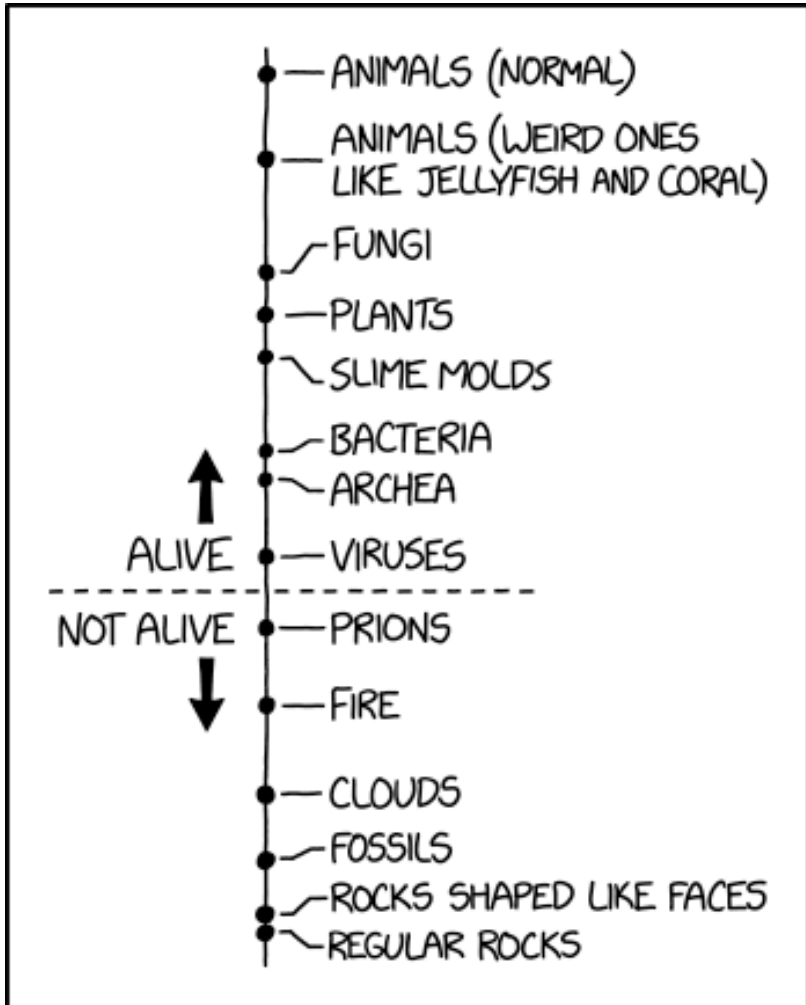 ANIMALS (NORMAL)
ANIMALS (WEIRD ONES
LIKE JELLYFISH AND CORAL)
FUNGI
PLANTS
SLIME MOLDS
BACTERIA
ARCHEA
ALIVE
VIRUSES
NOT ALIVE
PRIONS
FIRE
CLOUDS
FOSSILS
ROCKS SHAPED LIKE FACES
REGULAR ROCKS